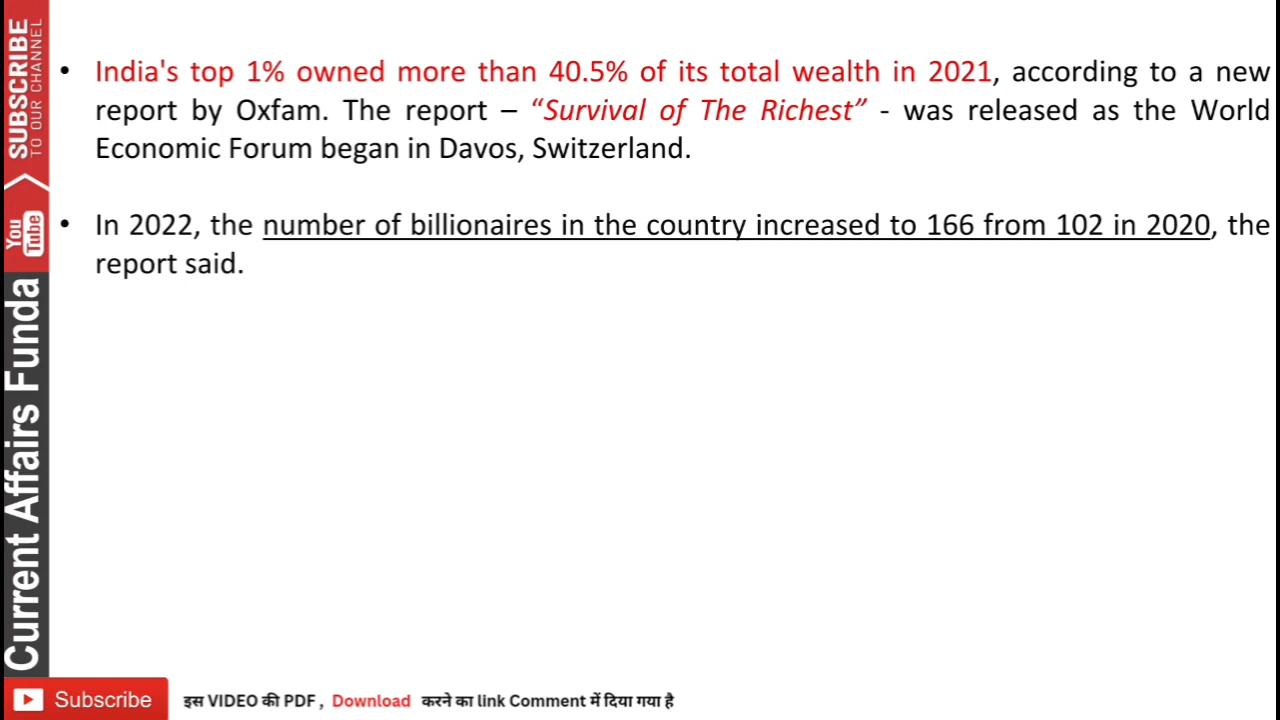 • India's top 1% owned more than 40.5% of its total wealth in 2021, according to a new
report by Oxfam. The report – “Survival of The Richest” - was released as the World
Economic Forum began in Davos, Switzerland.
• In 2022, the number of billionaires in the country increased to 166 from 102 in 2020, the
report said.
SUBSCRIBE
TO OUR CHANNEL
You
Tube
Current Affairs Funda
Subscribe
इस VIDEO की PDF , Download करने का link Comment में दिया गया है